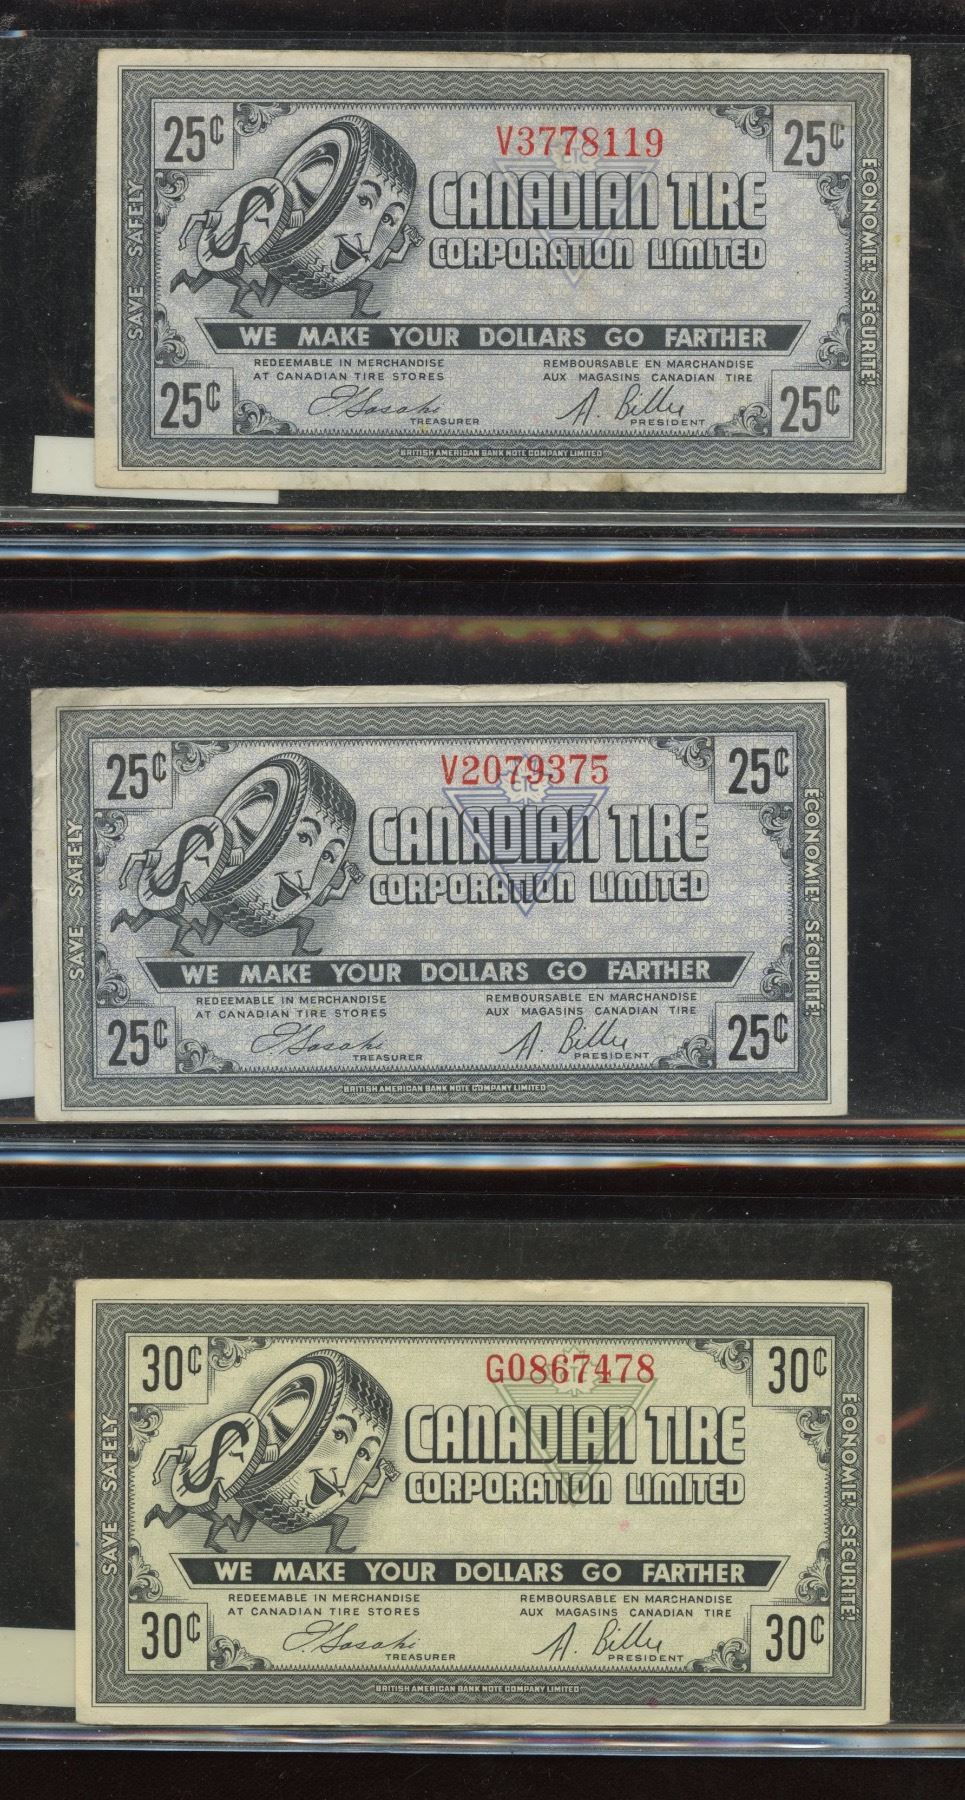 25¢ V3778119 25¢
CTC
CANADIAN TIRE
CORPORATION LIMITED
SAVE SAFELY
ÉCONOMIE! SÉCURITÉ!
WE MAKE YOUR DOLLARS GO FARTHER
REDEEMABLE IN MERCHANDISE
AT CANADIAN TIRE STORES
REMBOURSABLE EN MARCHANDISE
AUX MAGASINS CANADIAN TIRE
25¢ TREASURER A. Billes PRESIDENT 25¢
BRITISH AMERICAN BANK NOTE COMPANY LIMITED
25¢ V2079375 25¢
CTC
CANADIAN TIRE
CORPORATION LIMITED
SAVE SAFELY
ÉCONOMIE! SÉCURITÉ!
WE MAKE YOUR DOLLARS GO FARTHER
REDEEMABLE IN MERCHANDISE
AT CANADIAN TIRE STORES
REMBOURSABLE EN MARCHANDISE
AUX MAGASINS CANADIAN TIRE
25¢ TREASURER A. Billes PRESIDENT 25¢
BRITISH AMERICAN BANK NOTE COMPANY LIMITED
30¢ G0867478 30¢
CTC
CANADIAN TIRE
CORPORATION LIMITED
SAVE SAFELY
ÉCONOMIE! SÉCURITÉ!
WE MAKE YOUR DOLLARS GO FARTHER
REDEEMABLE IN MERCHANDISE
AT CANADIAN TIRE STORES
REMBOURSABLE EN MARCHANDISE
AUX MAGASINS CANADIAN TIRE
30¢ TREASURER A. Billes PRESIDENT 30¢
BRITISH AMERICAN BANK NOTE COMPANY LIMITED